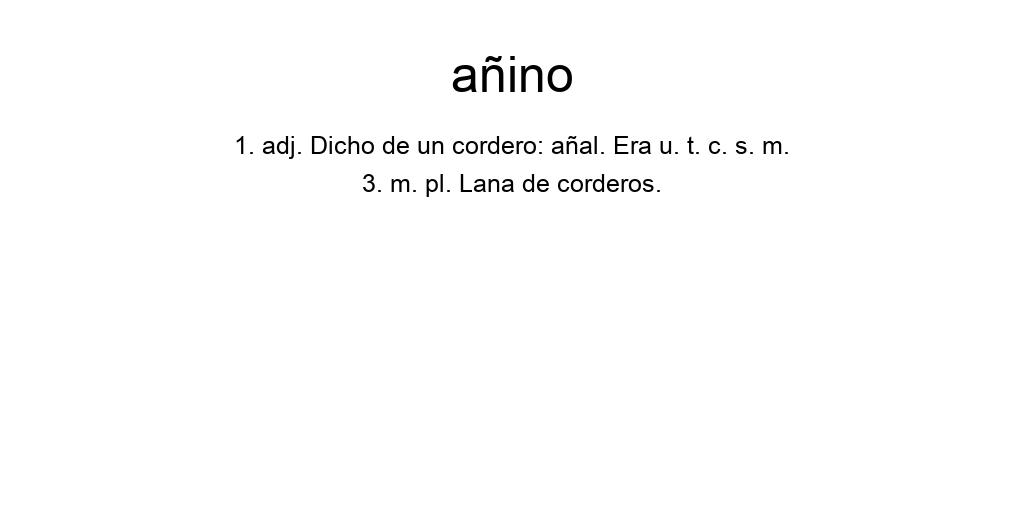 añino
1. adj. Dicho de un cordero: añal. Era u. t. c. s. m.
3. m. pl. Lana de corderos.